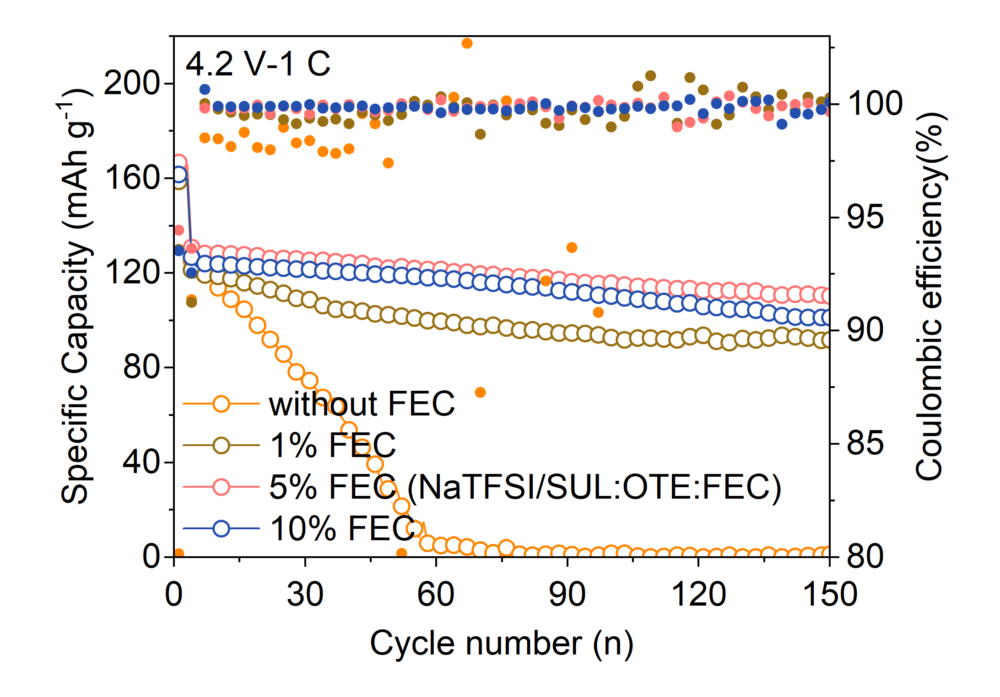 4.2 V-1 C
Specific Capacity (mAh g⁻¹)
200
160
120
80
40
0
without FEC
1% FEC
5% FEC (NaTFSI/SUL:OTE:FEC)
10% FEC
100
95
90
85
80
Coulombic efficiency(%)
0 30 60 90 120 150
Cycle number (n)